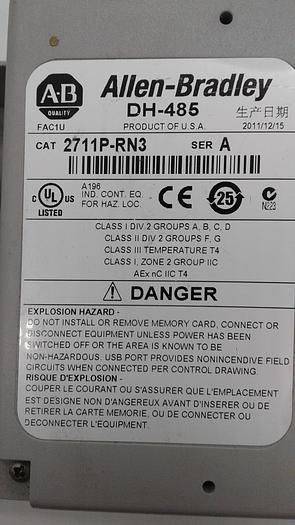 A·B
QUALITY
Allen-Bradley
DH-485
生产日期
FAC1U
PRODUCT OF U.S.A.
2011/12/15
CAT 2711P-RN3 SER A
C UL US
LISTED
A196
IND. CONT. EQ.
FOR HAZ. LOC.
CE
25
N223
CLASS I DIV 2 GROUPS A, B, C, D
CLASS II DIV 2 GROUPS F, G
CLASS III TEMPERATURE T4
CLASS I, ZONE 2 GROUP IIC
AEx nC IIC T4
DANGER
EXPLOSION HAZARD -
DO NOT INSTALL OR REMOVE MEMORY CARD, CONNECT OR
DISCONNECT EQUIPMENT UNLESS POWER HAS BEEN
SWITCHED OFF OR THE AREA IS KNOWN TO BE
NON-HAZARDOUS. USB PORT PROVIDES NONINCENDIVE FIELD
CIRCUITS WHEN CONNECTED PER CONTROL DRAWING.
RISQUE D'EXPLOSION -
COUPER LE COURANT OU S'ASSURER QUE L'EMPLACEMENT
EST DESIGNE NON DANGEREUX AVANT D'INSERER OU DE
RETIRER LA CARTE MEMORIE, OU DE CONNECTER OU
DECONNECTER L'EQUIPMENT.